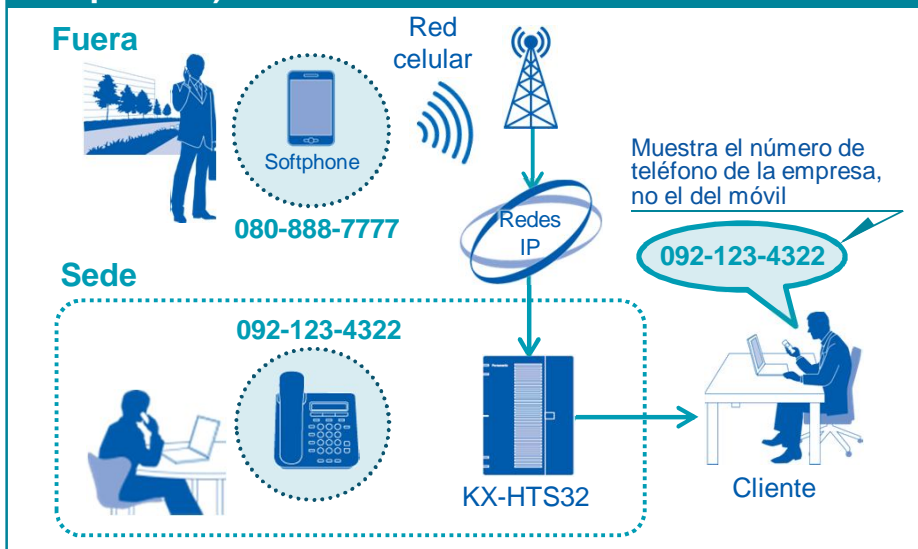 Fuera
Red
celular
Softphone
080-888-7777
Redes
IP
Muestra el número de
teléfono de la empresa,
no el del móvil
092-123-4322
Sede
092-123-4322
KX-HTS32
Cliente